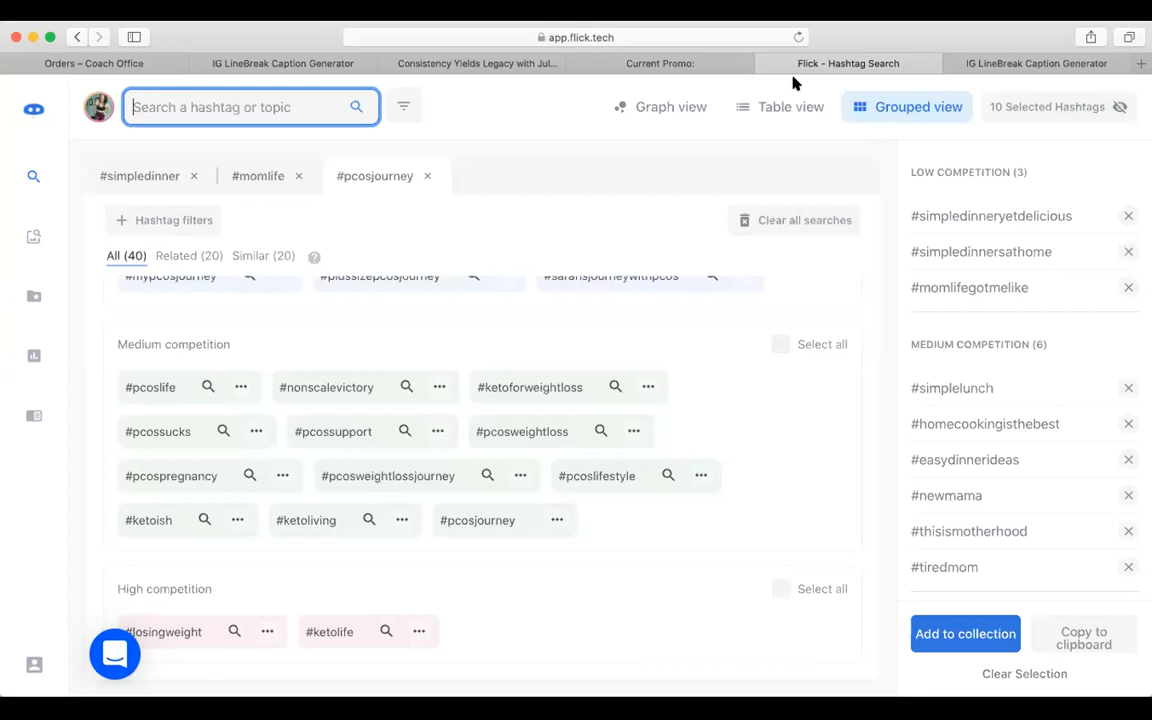 app.flick.tech
Orders – Coach Office
IG LineBreak Caption Generator
Consistency Yields Legacy with Jul...
Current Promo:
Flick - Hashtag Search
IG LineBreak Caption Generator
Search a hashtag or topic
Graph view
Table view
Grouped view
10 Selected Hashtags
#simpledinner
#momlife
#pcosjourney
Hashtag filters
Clear all searches
All (40) Related (20) Similar (20) ?
#mypcosjourney
#plussizepcosjourney
#sarahsjourneywithpcos
Medium competition
Select all
#pcoslife
#nonscalevictory
#ketoforweightloss
#pcossucks
#pcossupport
#pcosweightloss
#pcospregnancy
#pcosweightlossjourney
#pcoslifestyle
#ketoish
#ketoliving
#pcosjourney
High competition
Select all
#losingweight
#ketolife
LOW COMPETITION (3)
#simpledinneryetdelicious
#simpledinnersathome
#momlifegotmelike
MEDIUM COMPETITION (6)
#simplelunch
#homecookingisthebest
#easydinnerideas
#newmama
#thisismotherhood
#tiredmom
Add to collection
Copy to
clipboard
Clear Selection